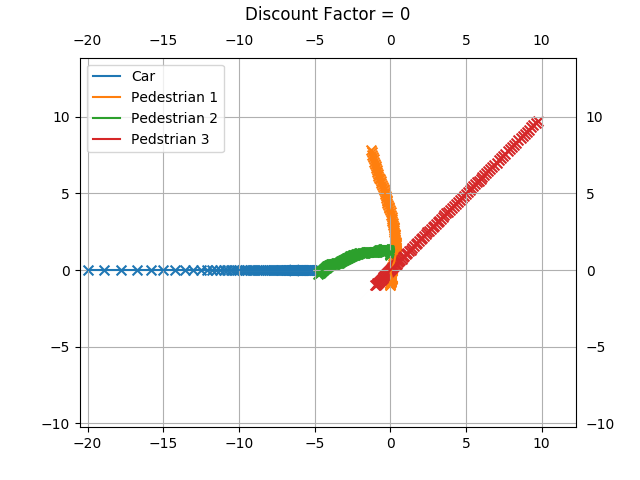 Discount Factor = 0
−20 −15 −10 −5 0 5 10
Car
Pedestrian 1
Pedestrian 2
Pedstrian 3
10 10
5 5
0 0
−5 −5
−10 −10
−20 −15 −10 −5 0 5 10